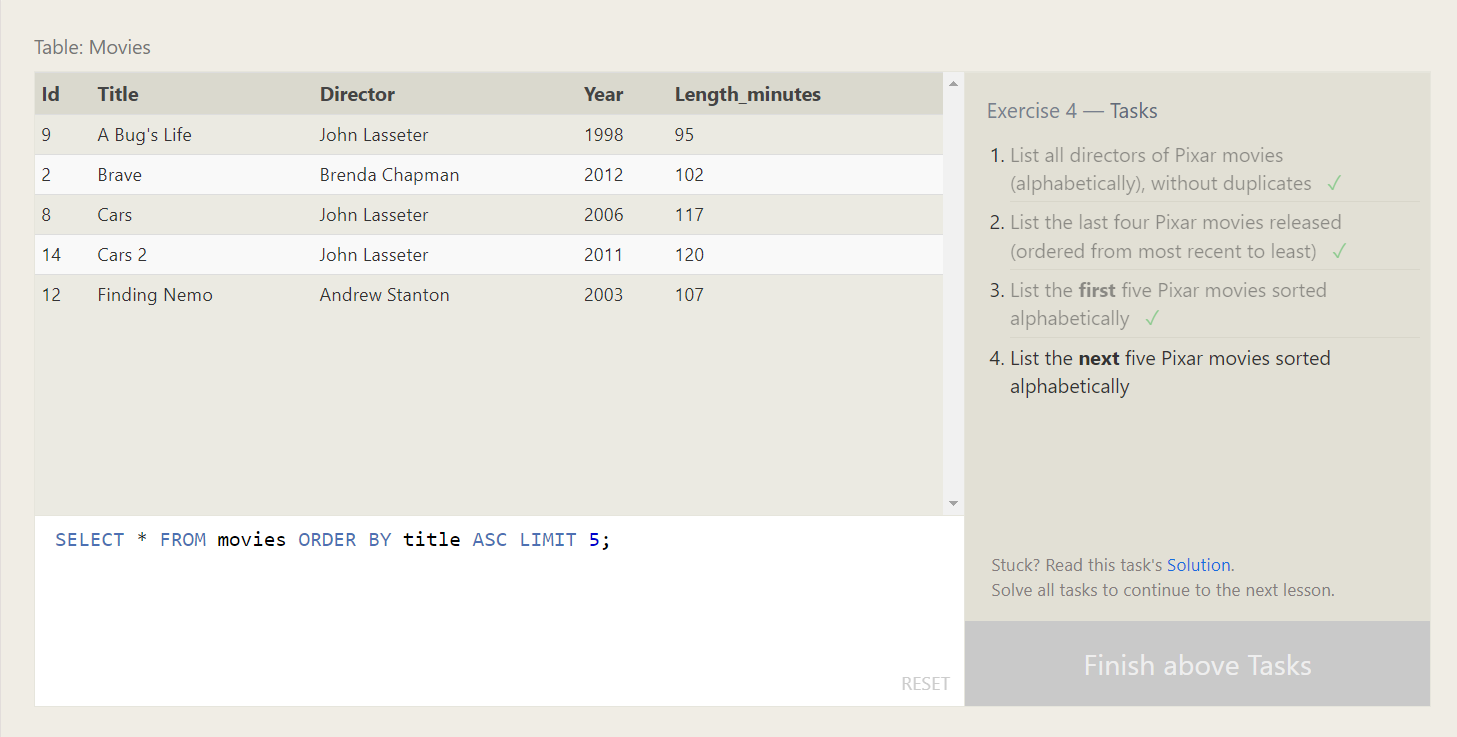 Table: Movies
Id Title Director Year Length_minutes
9 A Bug's Life John Lasseter 1998 95
2 Brave Brenda Chapman 2012 102
8 Cars John Lasseter 2006 117
14 Cars 2 John Lasseter 2011 120
12 Finding Nemo Andrew Stanton 2003 107
SELECT * FROM movies ORDER BY title ASC LIMIT 5;
RESET
Exercise 4 — Tasks
1. List all directors of Pixar movies
(alphabetically), without duplicates ✓
2. List the last four Pixar movies released
(ordered from most recent to least) ✓
3. List the first five Pixar movies sorted
alphabetically ✓
4. List the next five Pixar movies sorted
alphabetically
Stuck? Read this task's Solution.
Solve all tasks to continue to the next lesson.
Finish above Tasks